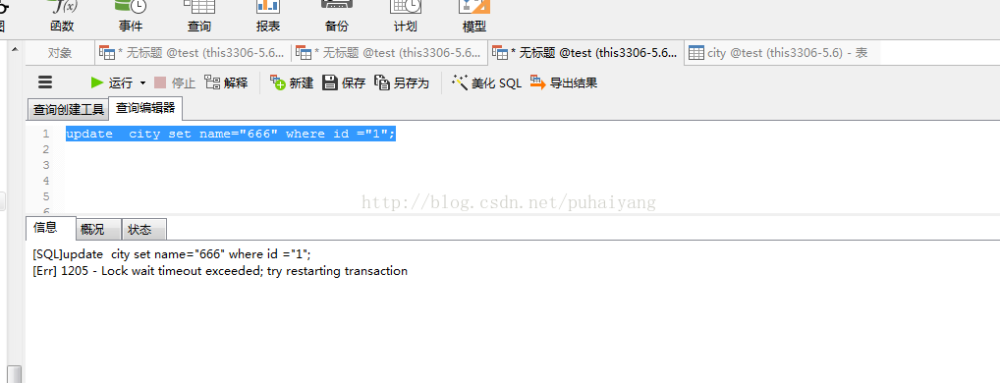 函数 事件 查询 报表 备份 计划 模型
对象 * 无标题 @test (this3306-5.6... * 无标题 @test (this3306-5.6... * 无标题 @test (this3306-5.6... city @test (this3306-5.6) - 表
运行 停止 解释 新建 保存 另存为 美化 SQL 导出结果
查询创建工具 查询编辑器
1 update  city set name="666" where id ="1";
2
3
4
5
6
http://blog.csdn.net/puhaiyang
信息 概况 状态
[SQL]update  city set name="666" where id ="1";
[Err] 1205 - Lock wait timeout exceeded; try restarting transaction